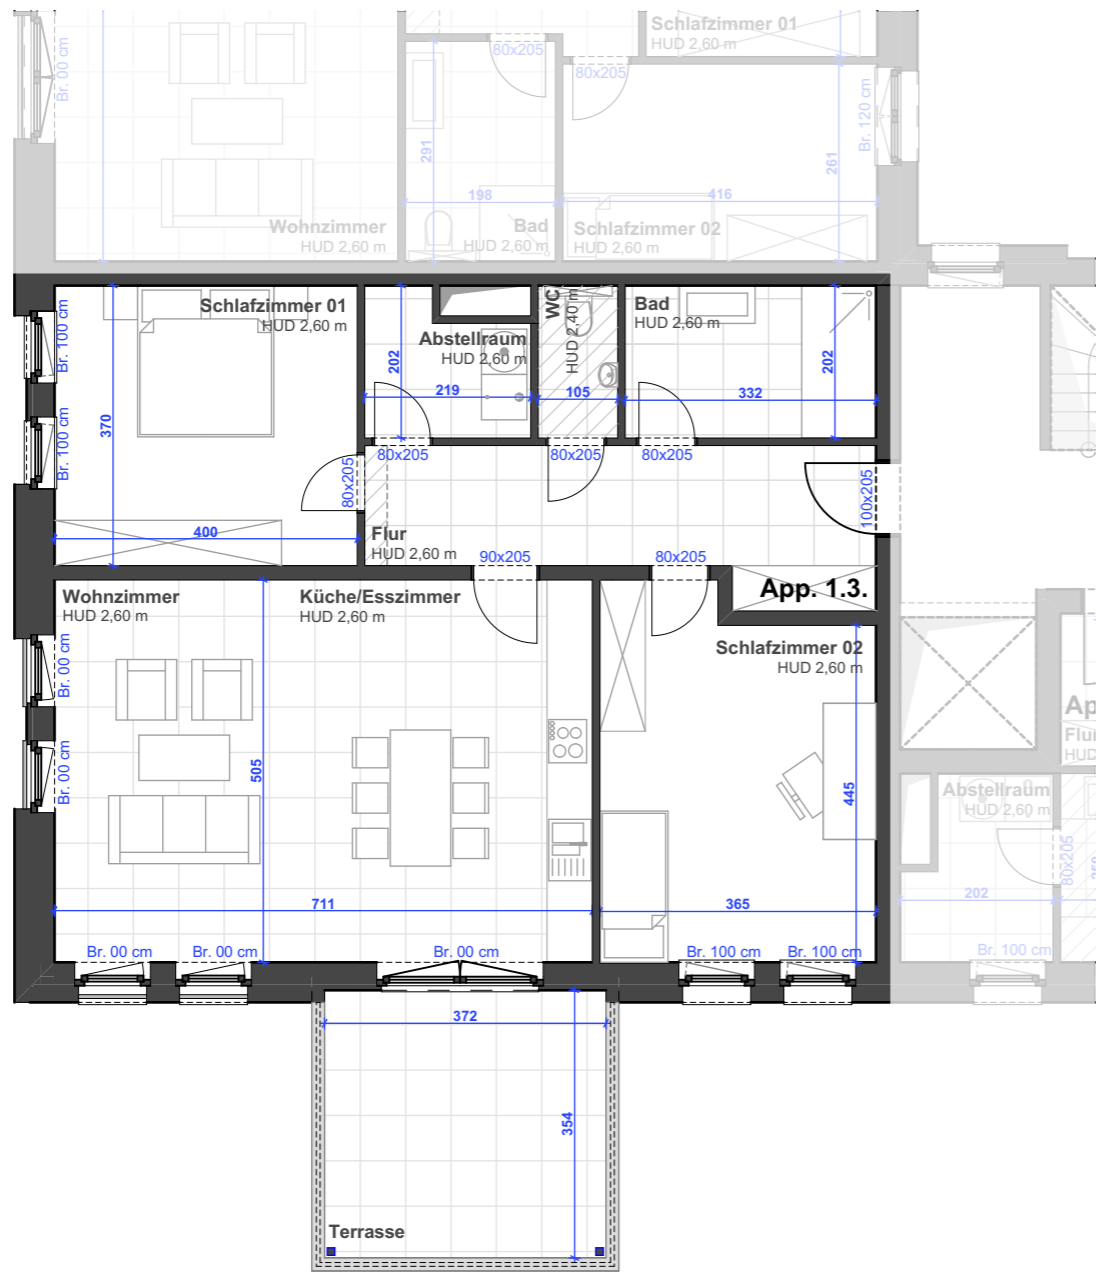 Schlafzimmer 01
HUD 2,60 m
80x205
80x205
Br. 00 cm
Br. 120 cm
291
261
198
416
Wohnzimmer
HUD 2,60 m
Bad
HUD 2,60 m
Schlafzimmer 02
HUD 2,60 m
Schlafzimmer 01
HUD 2,60 m
Br. 100 cm
Br. 100 cm
370
400
80x205
Abstellraum
HUD 2,60 m
202
219
80x205
WC
HUD 2,40 m
105
80x205
Bad
HUD 2,60 m
202
332
80x205
Flur
HUD 2,60 m
100x205
90x205
80x205
App. 1.3.
Wohnzimmer
HUD 2,60 m
Küche/Esszimmer
HUD 2,60 m
Br. 00 cm
Br. 00 cm
505
711
Br. 00 cm
Br. 00 cm
Br. 00 cm
Schlafzimmer 02
HUD 2,60 m
445
365
Br. 100 cm
Br. 100 cm
Ap
Flur
HUD
Abstellraum
HUD 2,60 m
80x205
202
Br. 100 cm
372
354
Terrasse